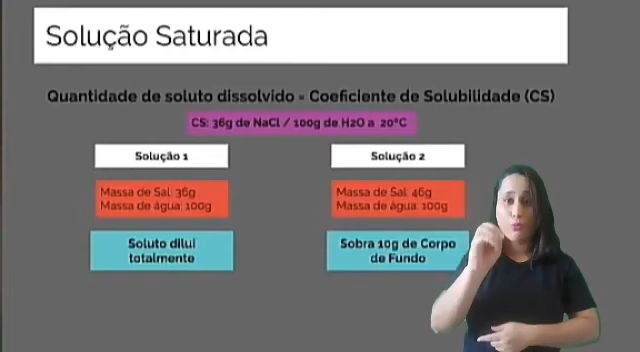 Solução Saturada
Quantidade de soluto dissolvido = Coeficiente de Solubilidade (CS)
CS: 36g de NaCl / 100g de H2O a 20°C
Solução 1
Solução 2
Massa de Sal: 36g
Massa de água: 100g
Massa de Sal: 46g
Massa de água: 100g
Soluto dilui
totalmente
Sobra 10g de Corpo
de Fundo